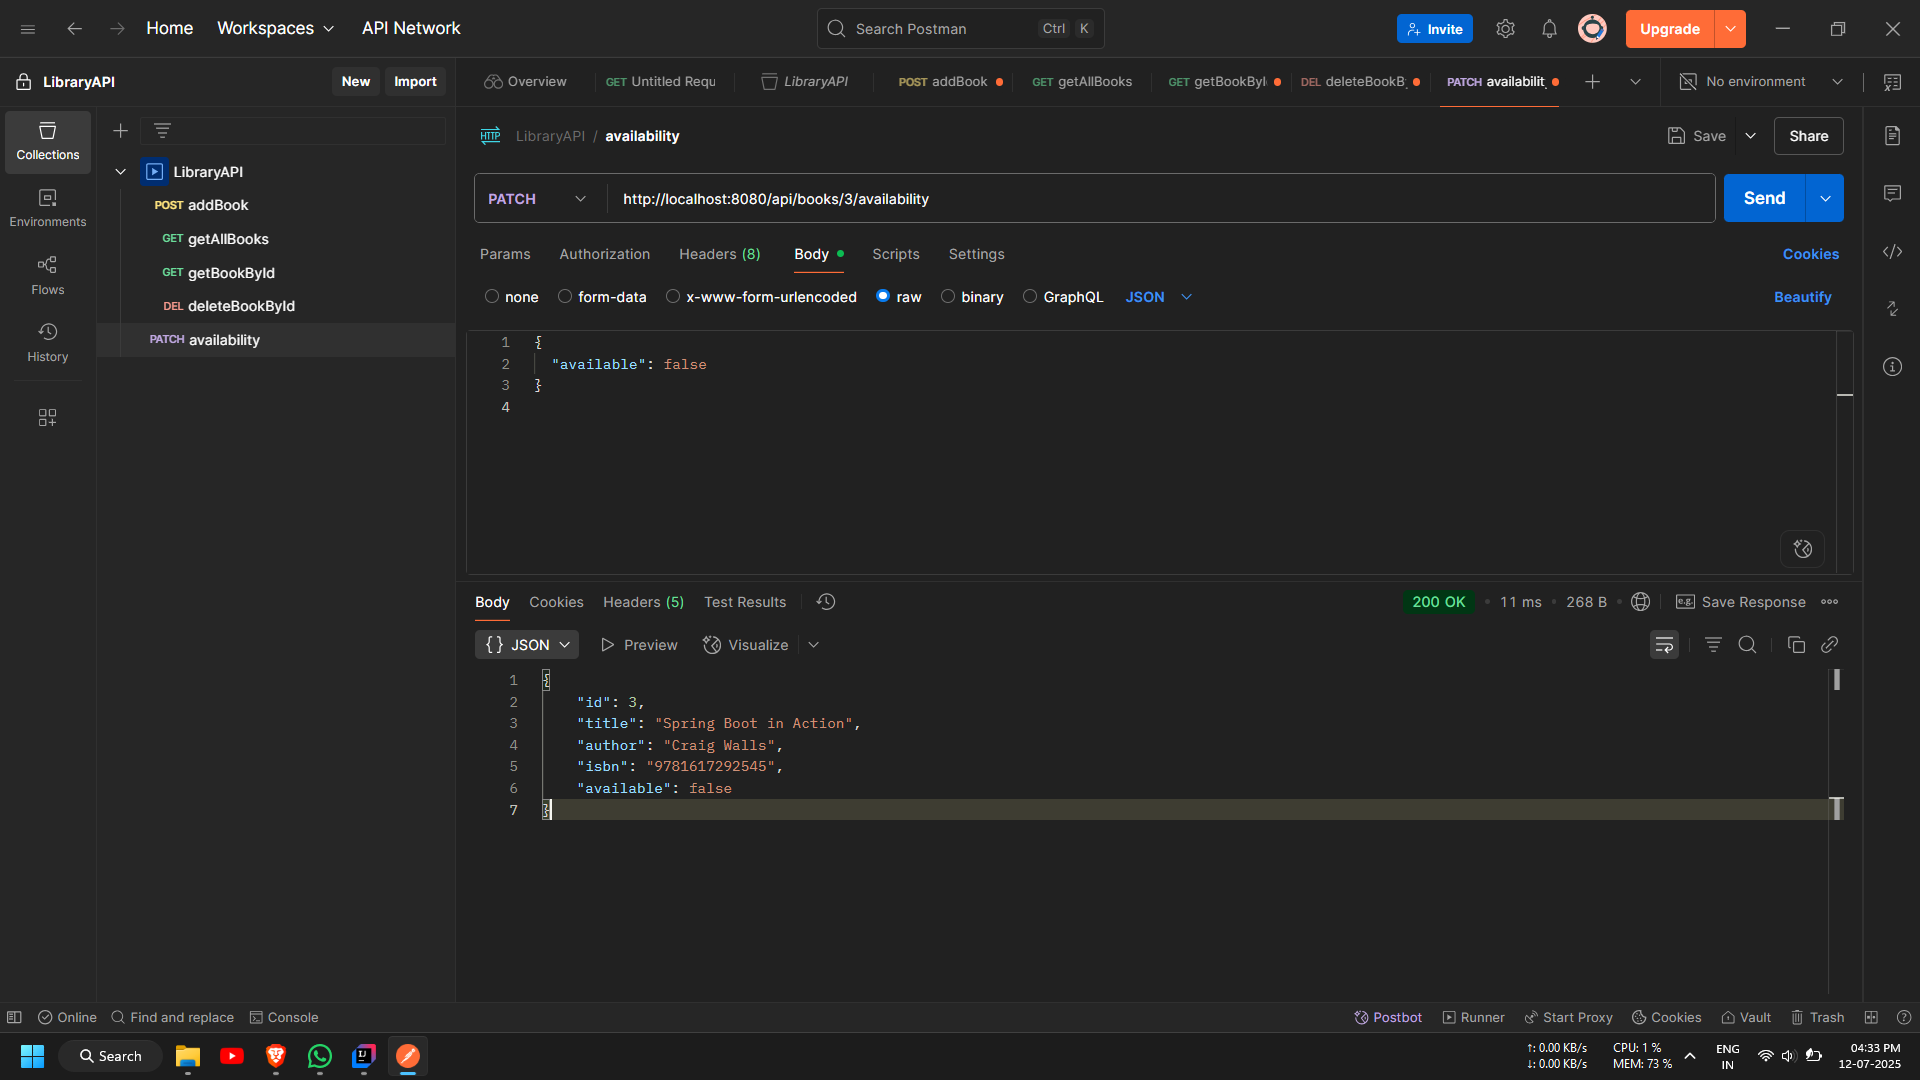 Home Workspaces API Network
Search Postman Ctrl K
Invite Upgrade
LibraryAPI New Import
Overview GET Untitled Requ LibraryAPI POST addBook GET getAllBooks GET getBookByI DEL deleteBookB PATCH availabilit No environment
Collections
Environments
Flows
History
LibraryAPI
POST addBook
GET getAllBooks
GET getBookById
DEL deleteBookById
PATCH availability
HTTP LibraryAPI / availability Save Share
PATCH http://localhost:8080/api/books/3/availability Send
Params Authorization Headers (8) Body Scripts Settings Cookies
none form-data x-www-form-urlencoded raw binary GraphQL JSON Beautify
1 {
2 "available": false
3 }
4
Body Cookies Headers (5) Test Results 200 OK 11 ms 268 B e.g. Save Response
{} JSON Preview Visualize
1 {
2 "id": 3,
3 "title": "Spring Boot in Action",
4 "author": "Craig Walls",
5 "isbn": "9781617292545",
6 "available": false
7 }
Online Find and replace Console Postbot Runner Start Proxy Cookies Vault Trash
Search
↑: 0.00 KB/s
↓: 0.00 KB/s
CPU: 1 %
MEM: 73 %
ENG
IN
04:33 PM
12-07-2025